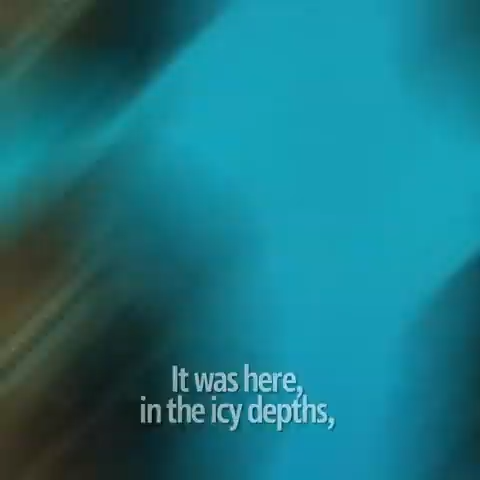 It was here,
in the icy depths,